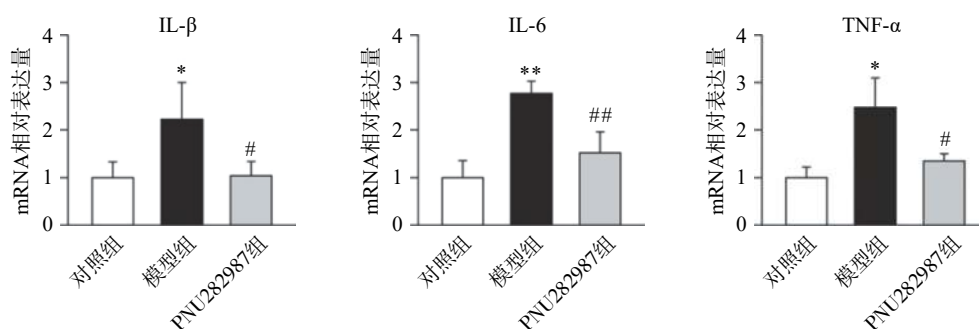 IL-β
mRNA相对表达量
4
3
2
1
0
*
#
对照组
模型组
PNU282987组
IL-6
mRNA相对表达量
4
3
2
1
0
**
##
对照组
模型组
PNU282987组
TNF-α
mRNA相对表达量
4
3
2
1
0
*
#
对照组
模型组
PNU282987组